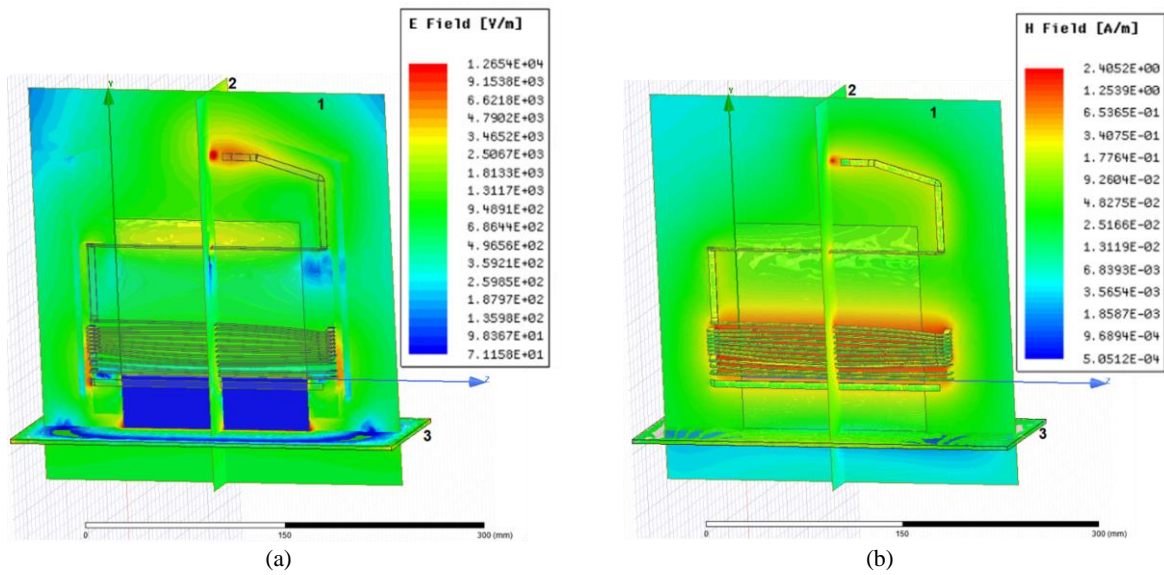 E Field [V/m]
1.2654E+04
9.1538E+03
6.6218E+03
4.7902E+03
3.4652E+03
2.5067E+03
1.8133E+03
1.3117E+03
9.4891E+02
6.8644E+02
4.9656E+02
3.5921E+02
2.5985E+02
1.8797E+02
1.3598E+02
9.8367E+01
7.1158E+01
2
1
Y
Z
3
0
150
300 (mm)
(a)
H Field [A/m]
2.4052E+00
1.2539E+00
6.5365E-01
3.4075E-01
1.7764E-01
9.2604E-02
4.8275E-02
2.5166E-02
1.3119E-02
6.8393E-03
3.5654E-03
1.8587E-03
9.6894E-04
5.0512E-04
2
1
Y
Z
3
0
150
300 (mm)
(b)